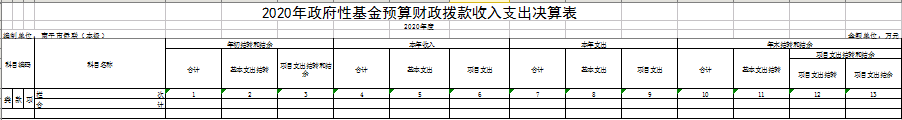 2020年政府性基金预算财政拨款收入支出决算表
2020年度
编制单位：南平市侨联（本级） 金额单位：万元
科目编码 科目名称 年初结转和结余 本年收入 本年支出 年末结转和结余
合计 基本支出结转 项目支出结转和结余 合计 基本支出 项目支出 合计 基本支出 项目支出 合计 基本支出结转 项目支出结转和结余
项目支出结转 项目支出结余
类 款 项 栏次 1 2 3 4 5 6 7 8 9 10 11 12 13
合计